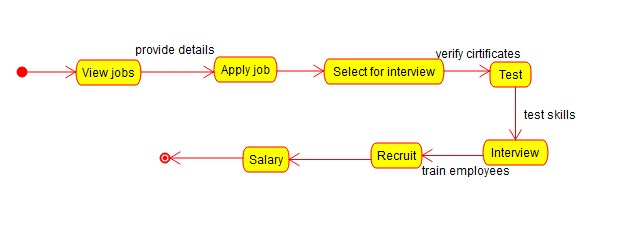 provide details
verify cirtificates
View jobs
Apply job
Select for interview
Test
test skills
Salary
Recruit
Interview
train employees